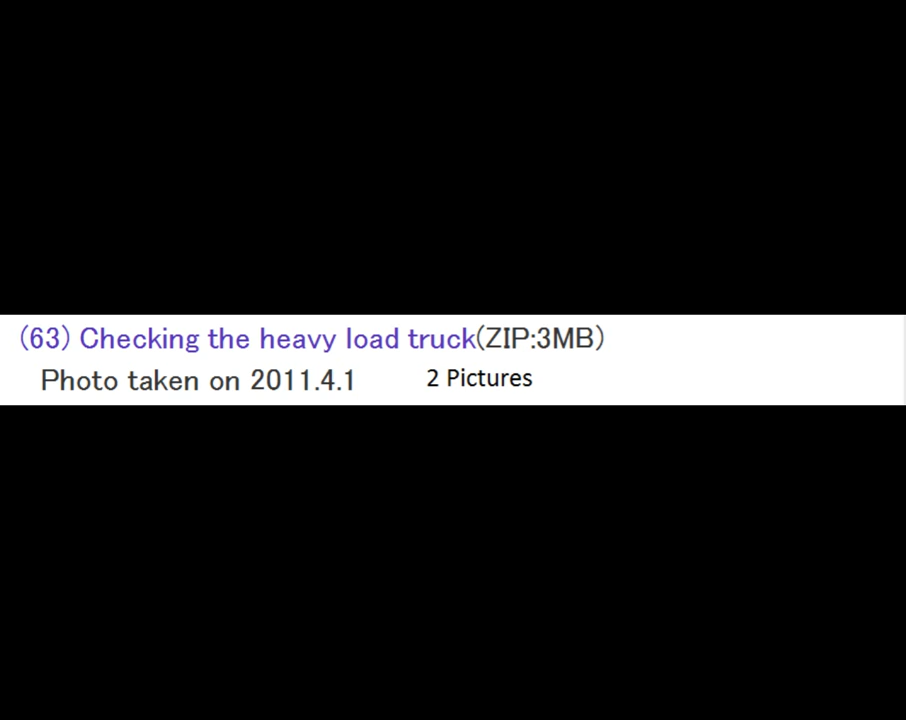 (63) Checking the heavy load truck(ZIP:3MB)
Photo taken on 2011.4.1 2 Pictures